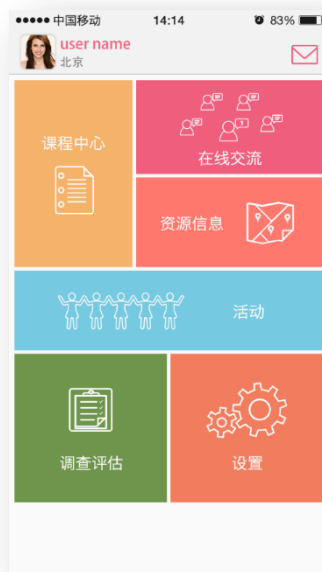 中国移动 14:14 83%
user name
北京
课程中心
在线交流
资源信息
活动
调查评估
设置